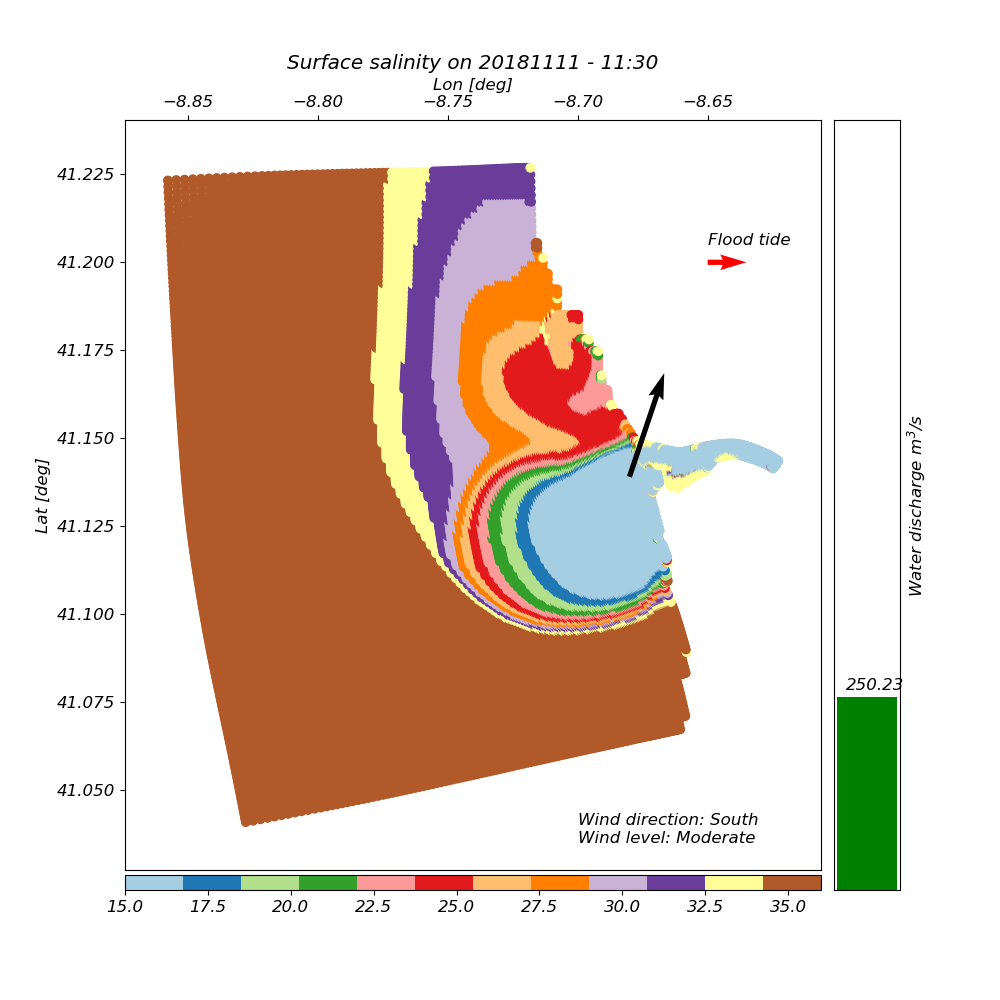 Surface salinity on 20181111 - 11:30
Lon [deg]
−8.85 −8.80 −8.75 −8.70 −8.65
41.225
41.200
41.175
41.150
41.125
41.100
41.075
41.050
Lat [deg]
Flood tide
Wind direction: South
Wind level: Moderate
250.23
Water discharge m³/s
15.0 17.5 20.0 22.5 25.0 27.5 30.0 32.5 35.0